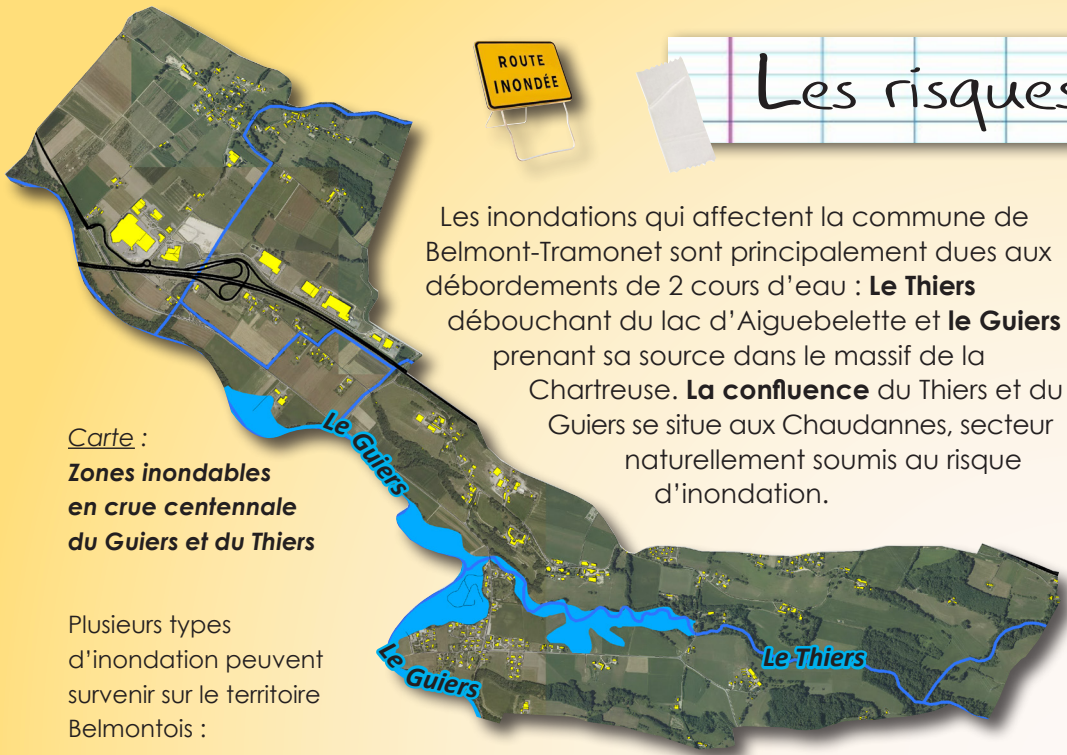 ROUTE
INONDÉE
Les risques
Les inondations qui affectent la commune de
Belmont-Tramonet sont principalement dues aux
débordements de 2 cours d'eau : Le Thiers
débouchant du lac d'Aiguebelette et le Guiers
prenant sa source dans le massif de la
Chartreuse. La confluence du Thiers et du
Guiers se situe aux Chaudannes, secteur
naturellement soumis au risque
d'inondation.
Carte :
Zones inondables
en crue centennale
du Guiers et du Thiers
Plusieurs types
d'inondation peuvent
survenir sur le territoire
Belmontois :
Le Guiers
Le Guiers
Le Thiers